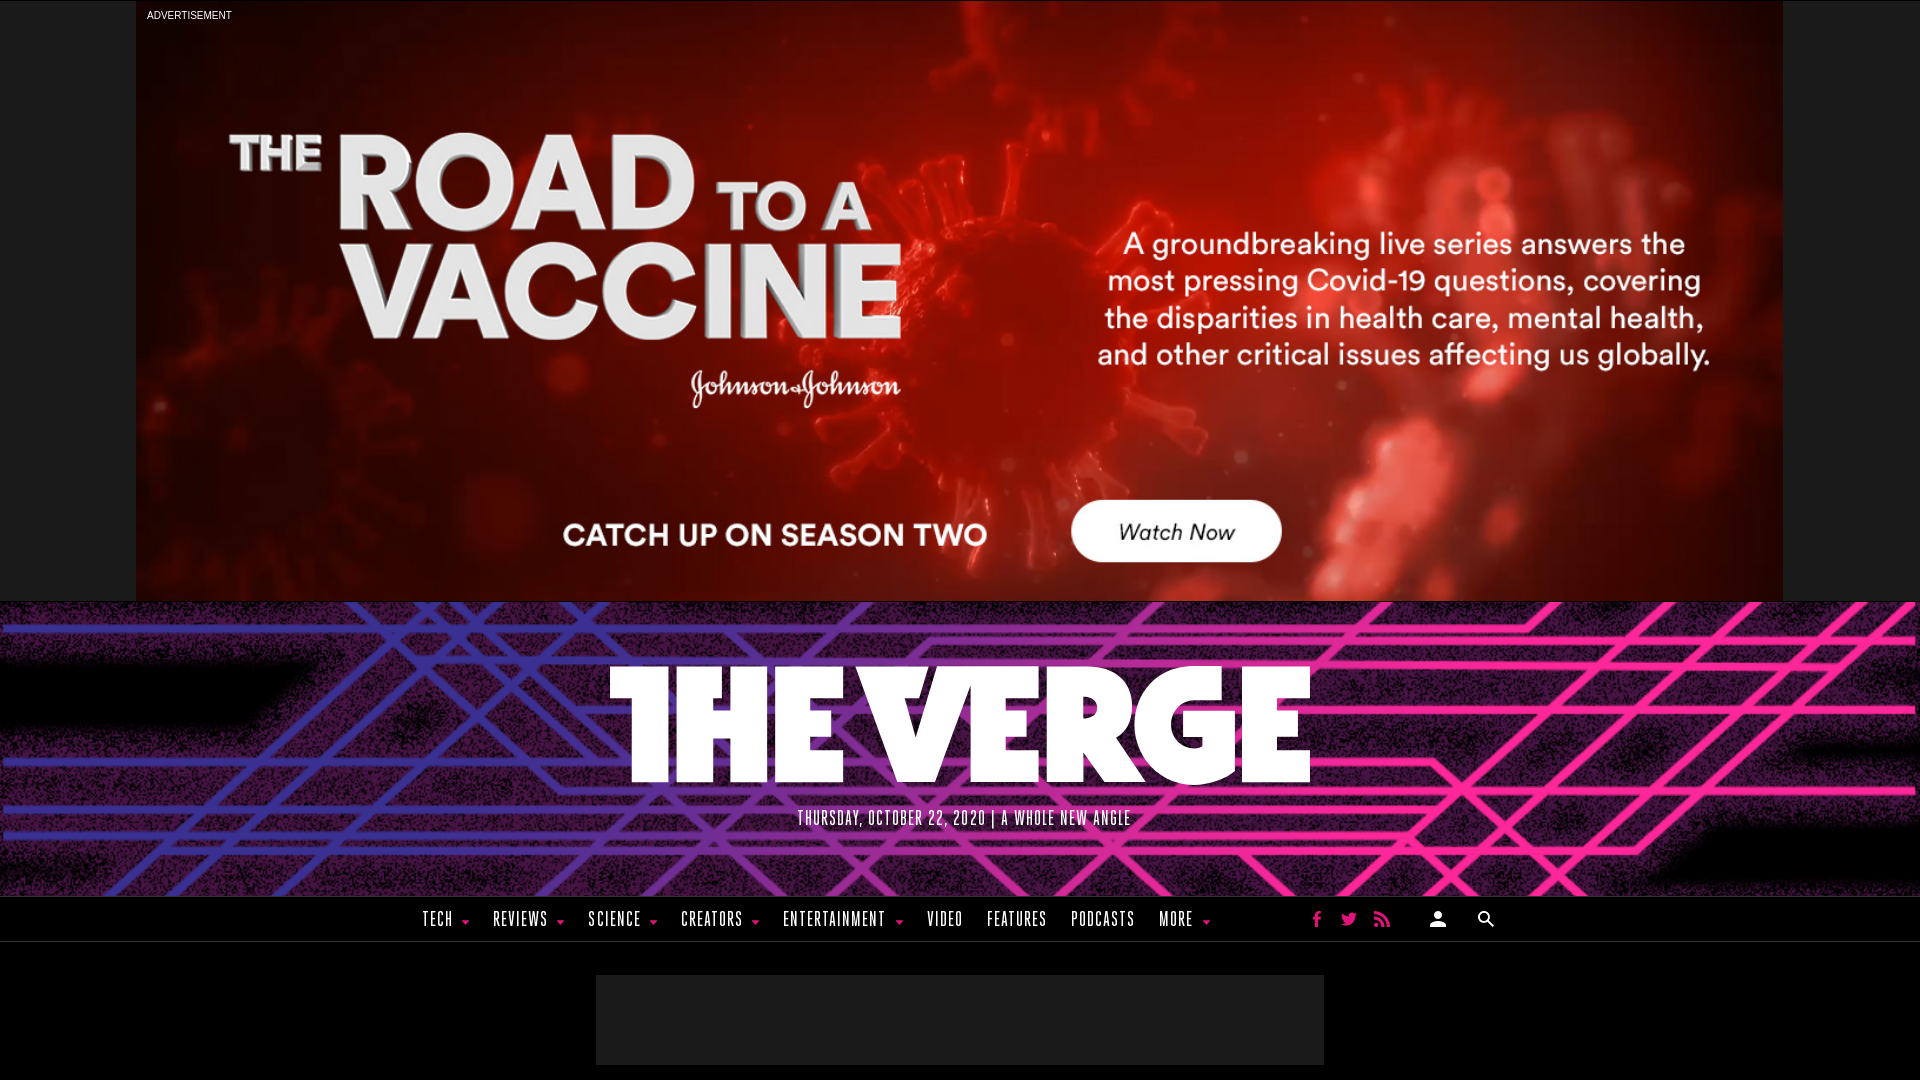 ADVERTISEMENT
THE ROAD TO A
VACCINE
Johnson & Johnson
A groundbreaking live series answers the
most pressing Covid-19 questions, covering
the disparities in health care, mental health,
and other critical issues affecting us globally.
CATCH UP ON SEASON TWO
Watch Now
THE VERGE
THURSDAY, OCTOBER 22, 2020 | A WHOLE NEW ANGLE
TECH REVIEWS SCIENCE CREATORS ENTERTAINMENT VIDEO FEATURES PODCASTS MORE